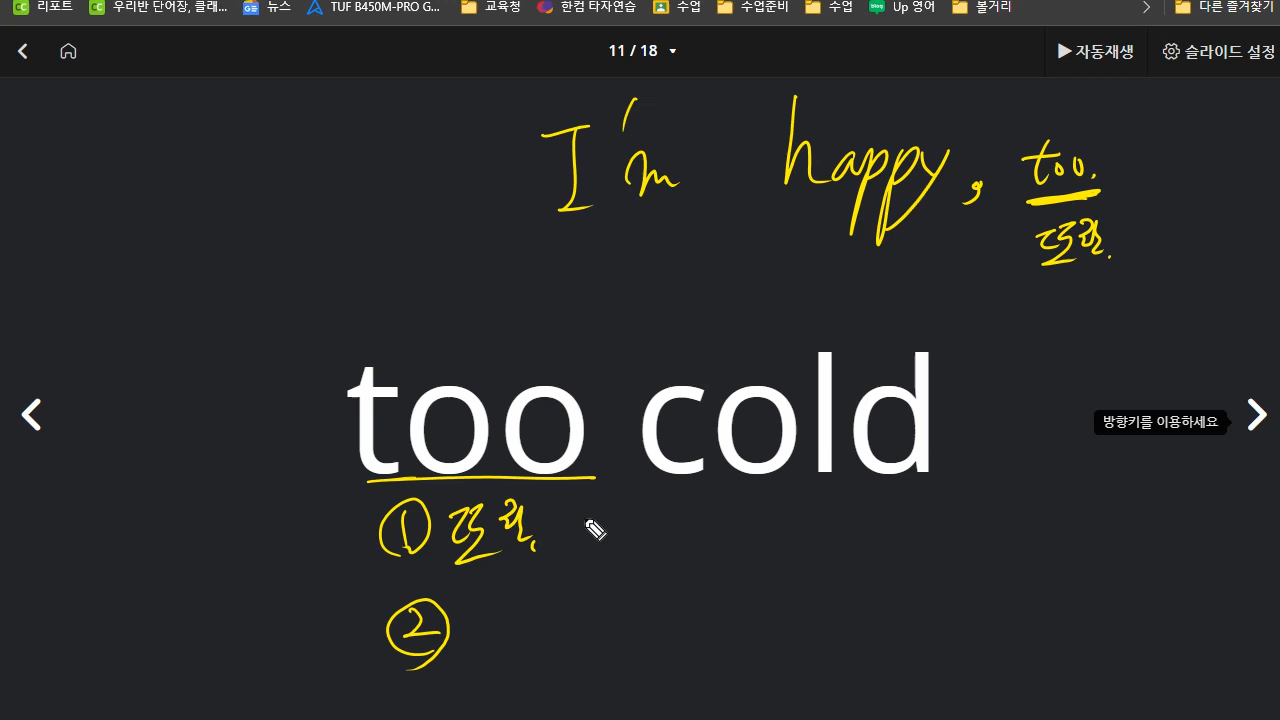 리포트 우리반 단어장, 클래... 뉴스 TUF B450M-PRO G... 교육청 한컴 타자연습 수업 수업준비 수업 Up 영어 볼거리 다른 즐겨찾기
11 / 18 자동재생 슬라이드 설정
I'm happy, too.
또한.
too cold
방향키를 이용하세요
① 또한.
②